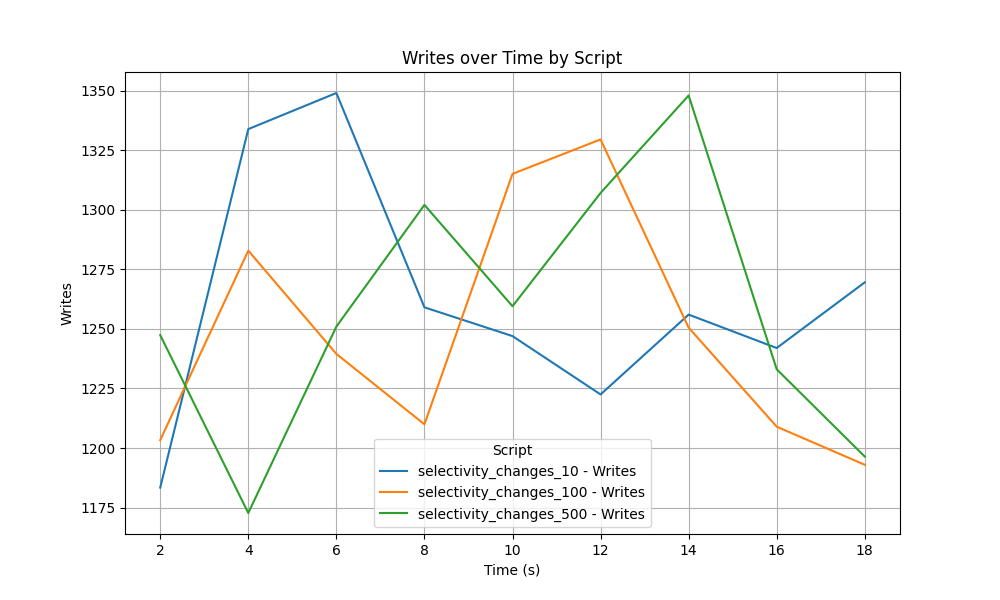 Writes over Time by Script
Writes
1350
1325
1300
1275
1250
1225
1200
1175
Script
selectivity_changes_10 - Writes
selectivity_changes_100 - Writes
selectivity_changes_500 - Writes
2 4 6 8 10 12 14 16 18
Time (s)